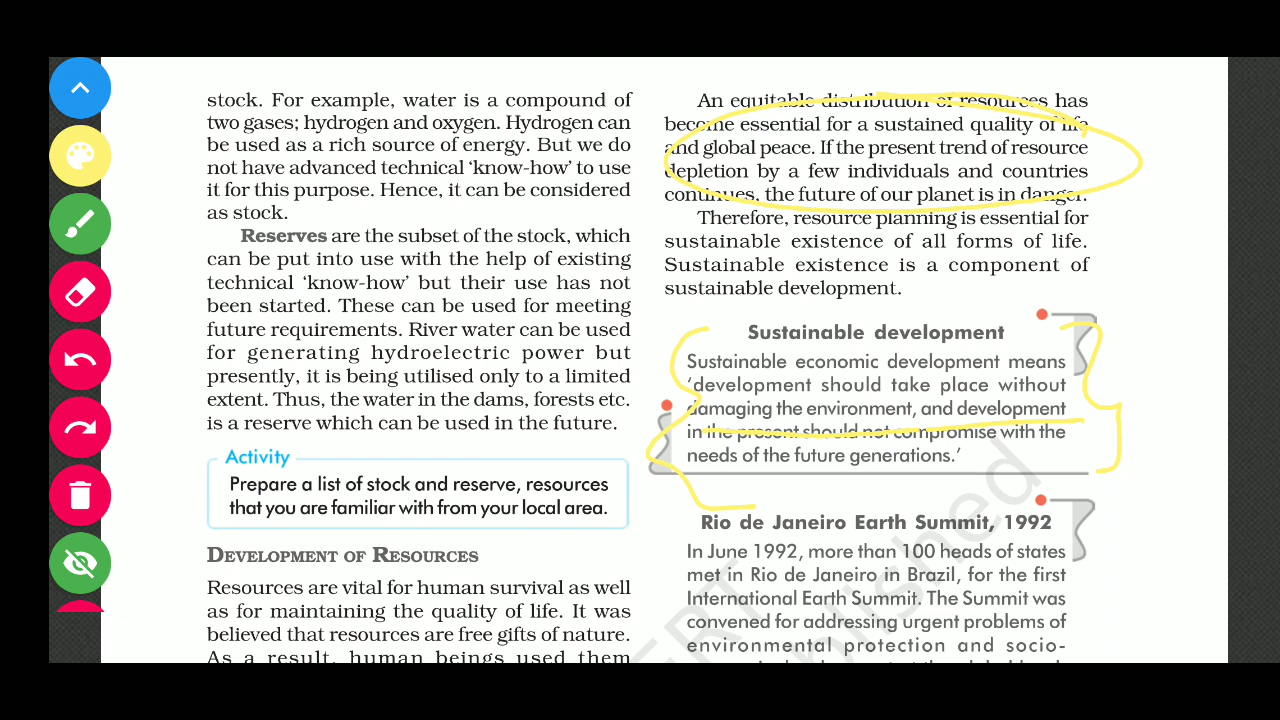 stock. For example, water is a compound of
two gases; hydrogen and oxygen. Hydrogen can
be used as a rich source of energy. But we do
not have advanced technical ‘know-how’ to use
it for this purpose. Hence, it can be considered
as stock.
Reserves are the subset of the stock, which
can be put into use with the help of existing
technical ‘know-how’ but their use has not
been started. These can be used for meeting
future requirements. River water can be used
for generating hydroelectric power but
presently, it is being utilised only to a limited
extent. Thus, the water in the dams, forests etc.
is a reserve which can be used in the future.
Activity
Prepare a list of stock and reserve, resources
that you are familiar with from your local area.
DEVELOPMENT OF RESOURCES
Resources are vital for human survival as well
as for maintaining the quality of life. It was
believed that resources are free gifts of nature.
As a result, human beings used them
An equitable distribution of resources has
become essential for a sustained quality of life
and global peace. If the present trend of resource
depletion by a few individuals and countries
continues, the future of our planet is in danger.
Therefore, resource planning is essential for
sustainable existence of all forms of life.
Sustainable existence is a component of
sustainable development.
Sustainable development
Sustainable economic development means
‘development should take place without
damaging the environment, and development
in the present should not compromise with the
needs of the future generations.’
Rio de Janeiro Earth Summit, 1992
In June 1992, more than 100 heads of states
met in Rio de Janeiro in Brazil, for the first
International Earth Summit. The Summit was
convened for addressing urgent problems of
environmental protection and socio-